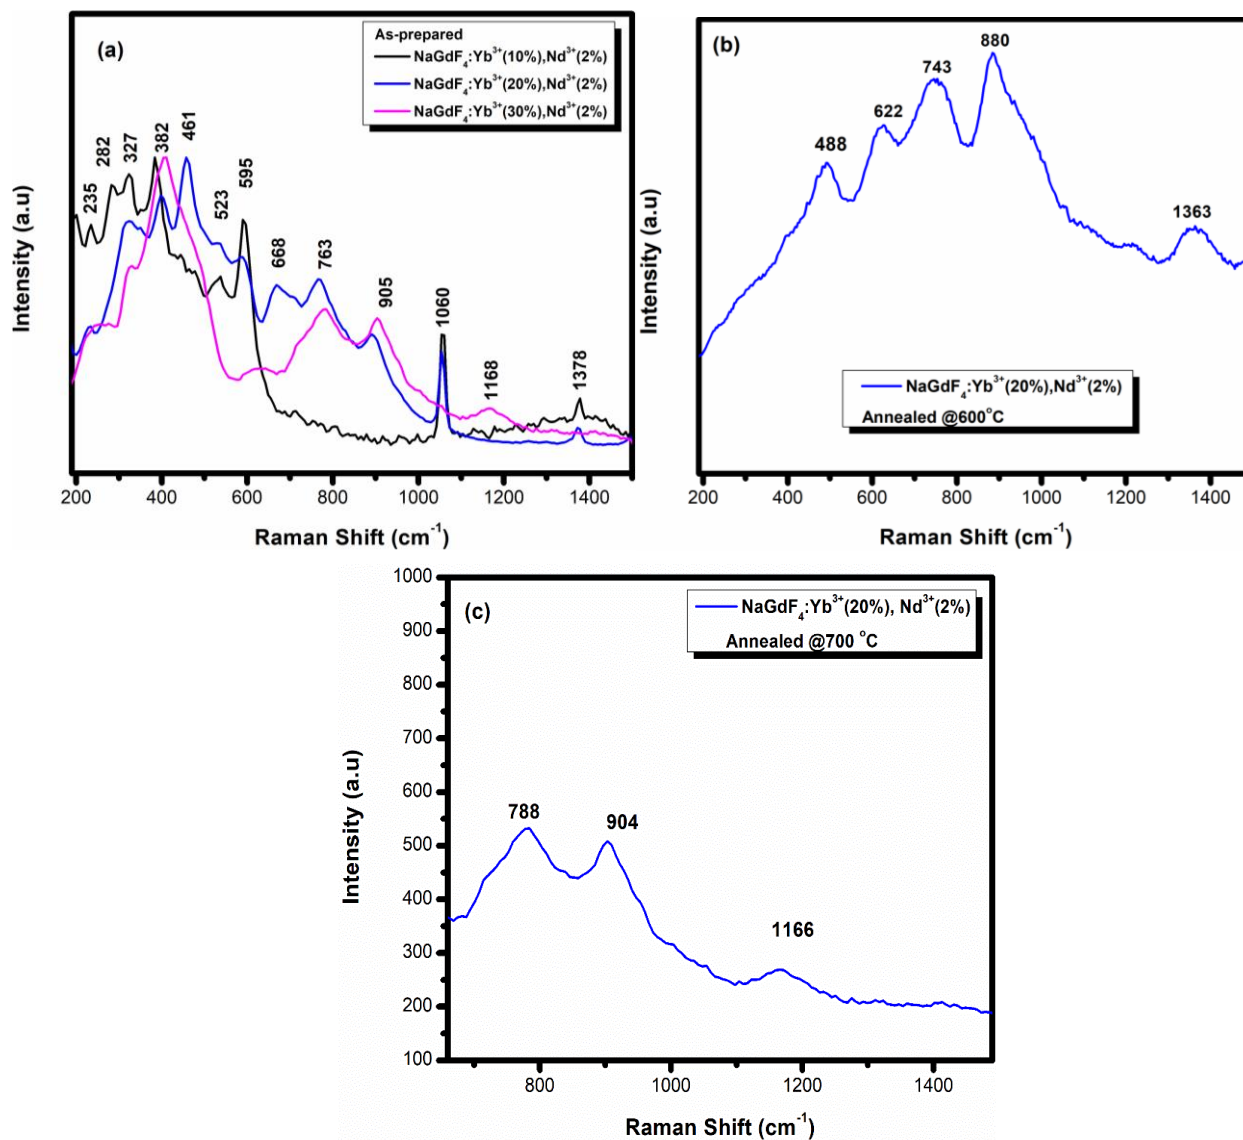 (a)
As-prepared
NaGdF₄:Yb³⁺(10%),Nd³⁺(2%)
NaGdF₄:Yb³⁺(20%),Nd³⁺(2%)
NaGdF₄:Yb³⁺(30%),Nd³⁺(2%)
235
282
327
382
461
523
595
668
763
905
1060
1168
1378
Intensity (a.u)
200 400 600 800 1000 1200 1400
Raman Shift (cm⁻¹)
(b)
488
622
743
880
1363
NaGdF₄:Yb³⁺(20%),Nd³⁺(2%)
Annealed @600°C
Intensity (a.u)
200 400 600 800 1000 1200 1400
Raman Shift (cm⁻¹)
(c)
NaGdF₄:Yb³⁺(20%), Nd³⁺(2%)
Annealed @700 °C
1000
900
800
700
600
500
400
300
200
100
788
904
1166
Intensity (a.u)
800 1000 1200 1400
Raman Shift (cm⁻¹)